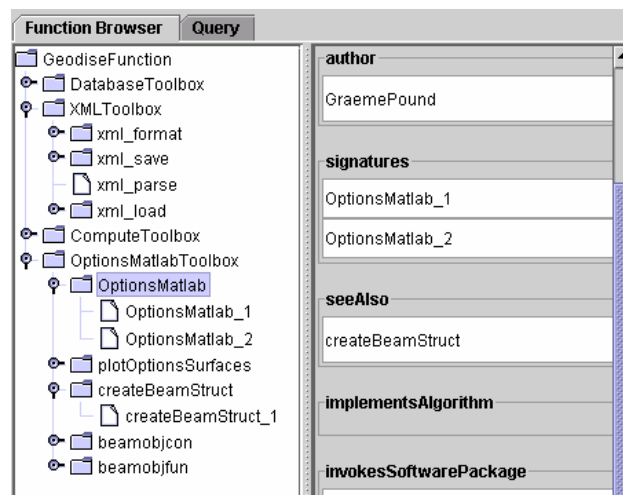 Function Browser
Query
GeodiseFunction
DatabaseToolbox
XMLToolbox
xml_format
xml_save
xml_parse
xml_load
ComputeToolbox
OptionsMatlabToolbox
OptionsMatlab
OptionsMatlab_1
OptionsMatlab_2
plotOptionsSurfaces
createBeamStruct
createBeamStruct_1
beamobjcon
beamobjfun
author
GraemePound
signatures
OptionsMatlab_1
OptionsMatlab_2
seeAlso
createBeamStruct
implementsAlgorithm
invokesSoftwarePackage